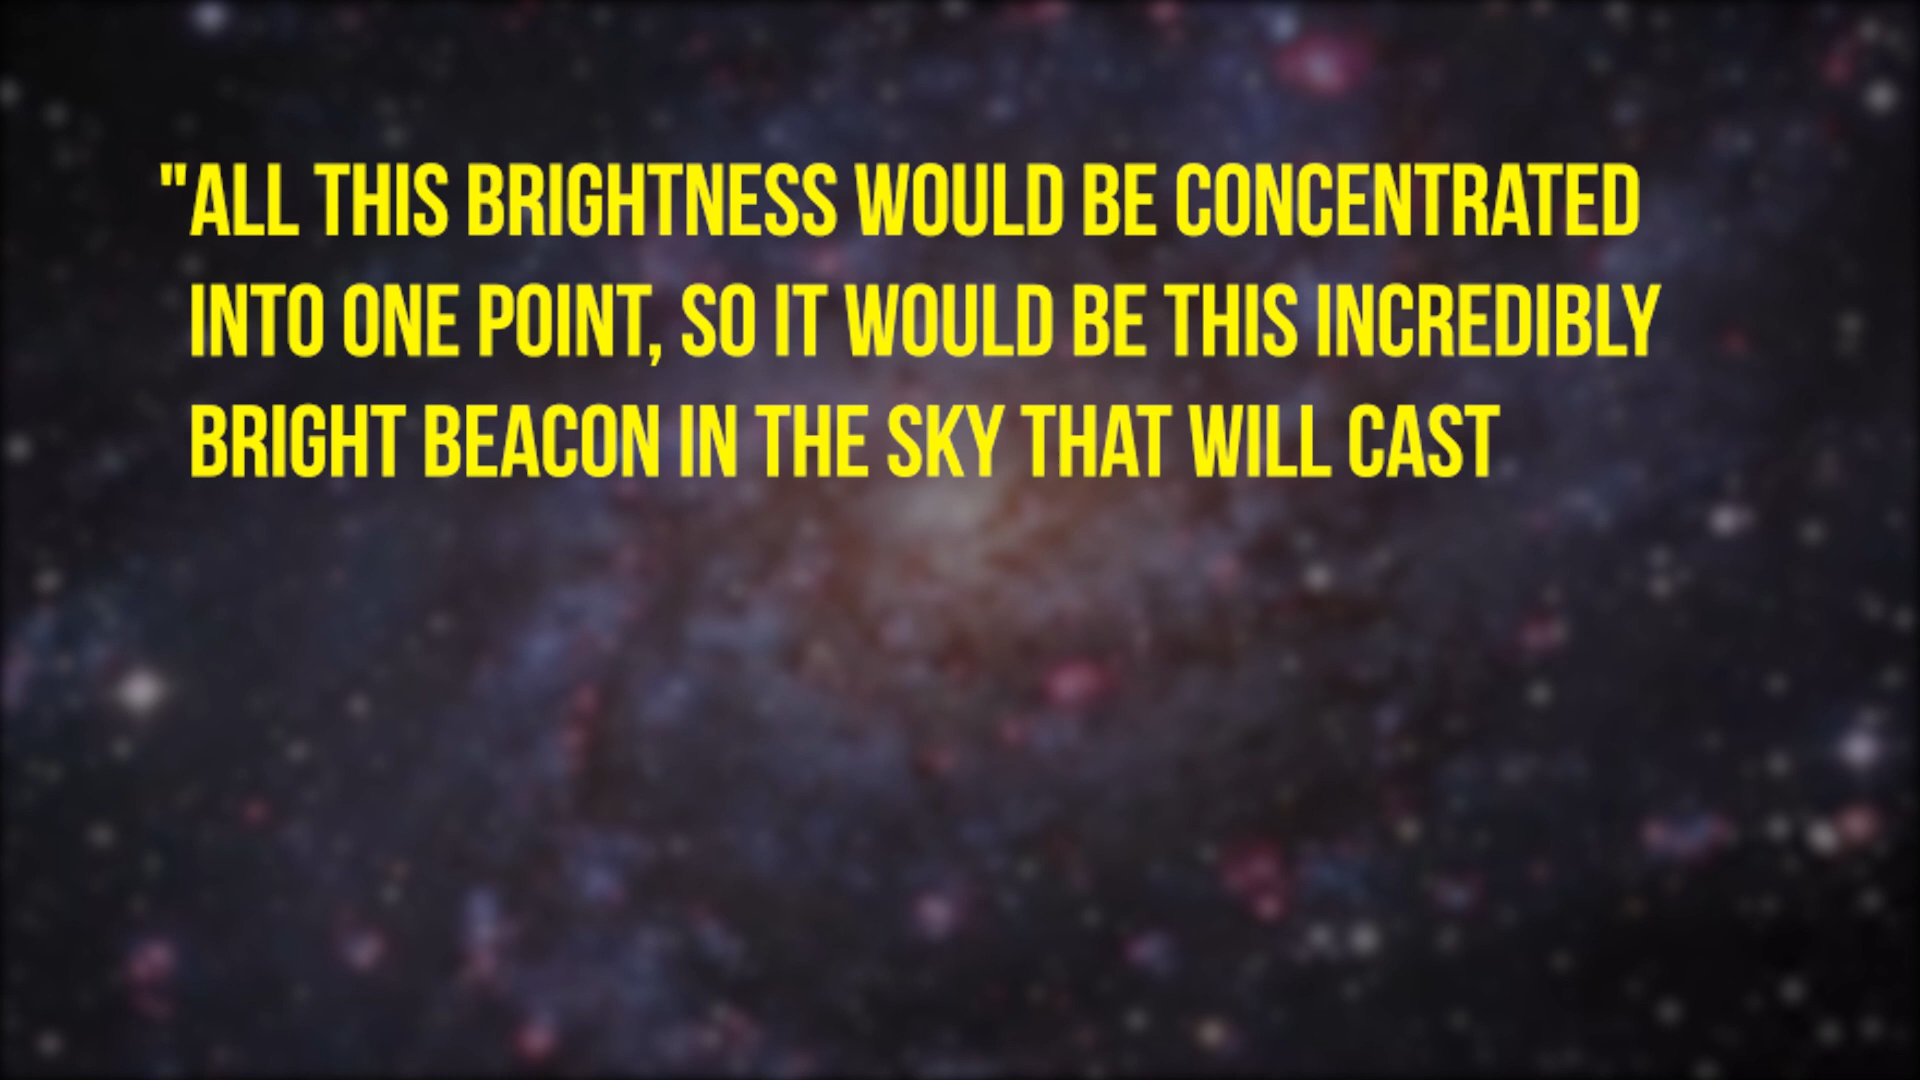 "ALL THIS BRIGHTNESS WOULD BE CONCENTRATED
INTO ONE POINT, SO IT WOULD BE THIS INCREDIBLY
BRIGHT BEACON IN THE SKY THAT WILL CAST